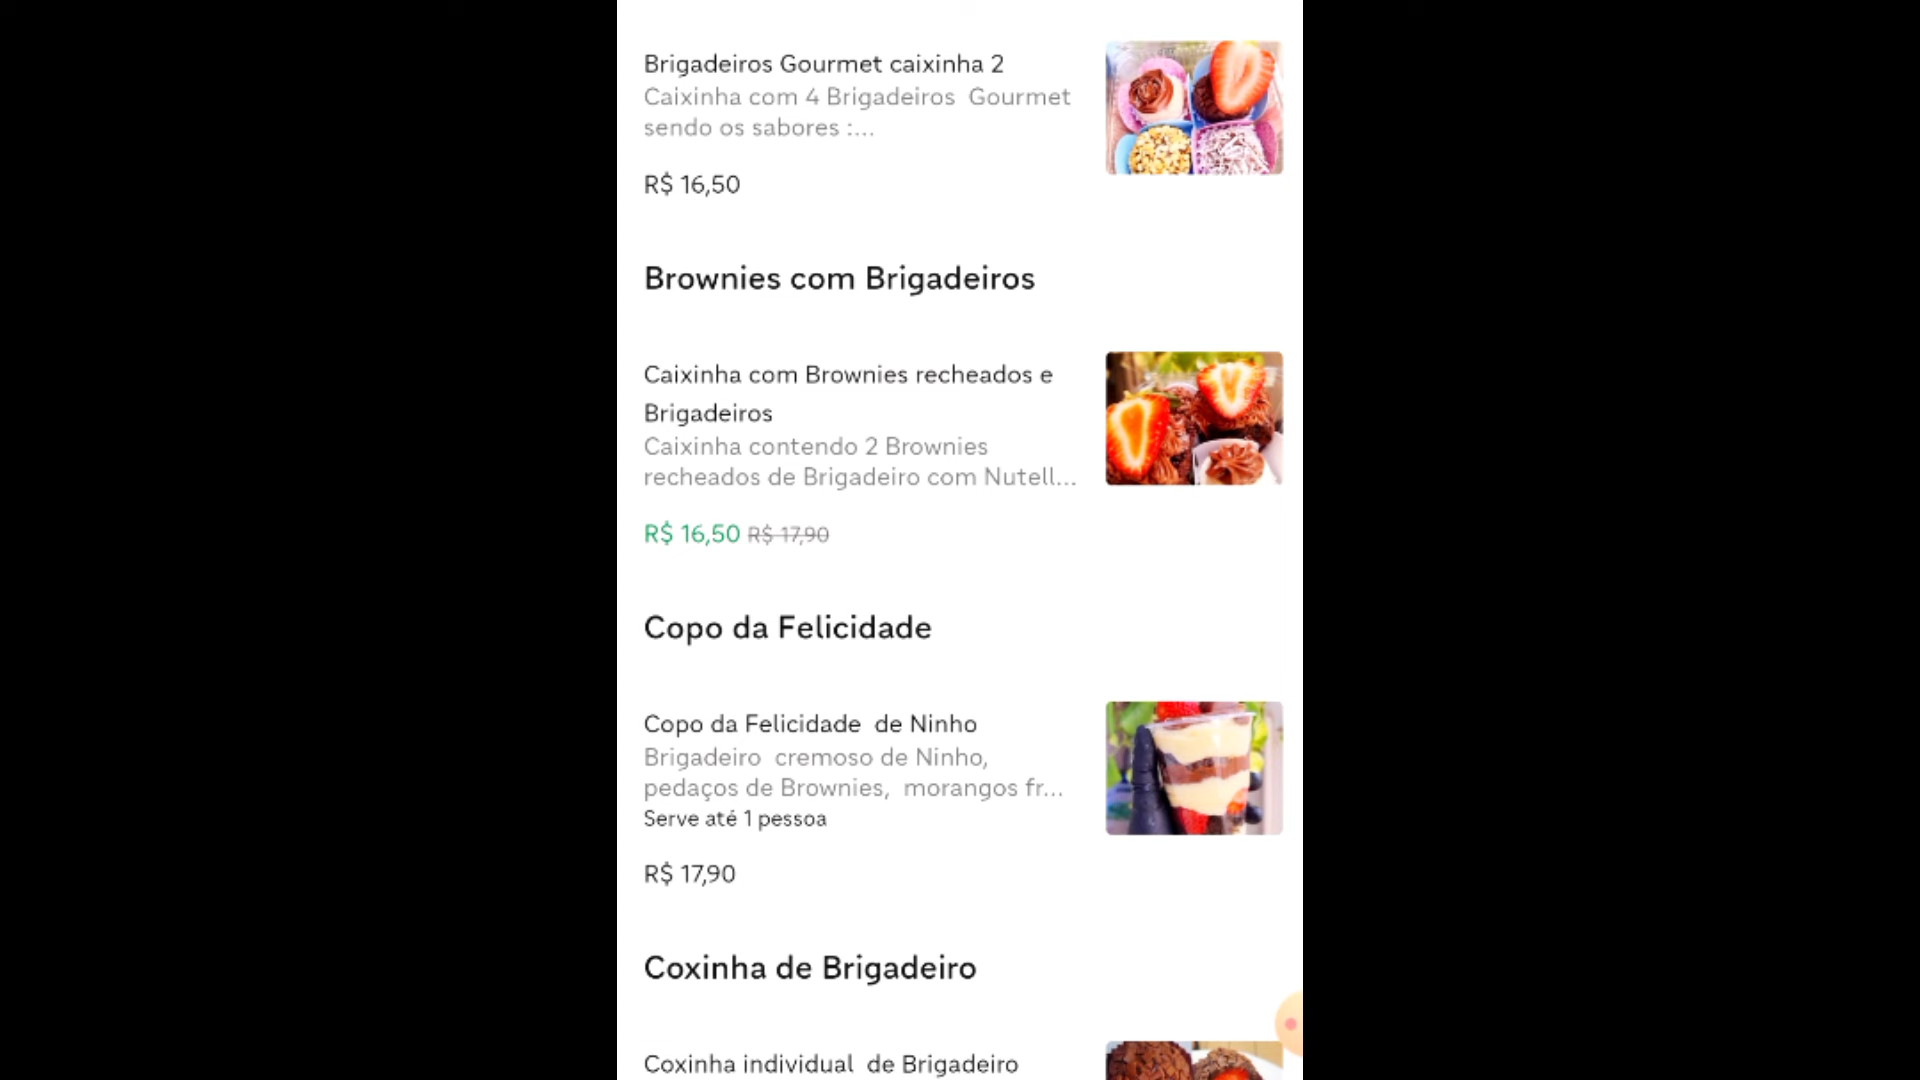 Brigadeiros Gourmet caixinha 2
Caixinha com 4 Brigadeiros  Gourmet
sendo os sabores :...
R$ 16,50
Brownies com Brigadeiros
Caixinha com Brownies recheados e
Brigadeiros
Caixinha contendo 2 Brownies
recheados de Brigadeiro com Nutell...
R$ 16,50 R$ 17,90
Copo da Felicidade
Copo da Felicidade  de Ninho
Brigadeiro  cremoso de Ninho,
pedaços de Brownies,  morangos fr...
Serve até 1 pessoa
R$ 17,90
Coxinha de Brigadeiro
Coxinha individual  de Brigadeiro